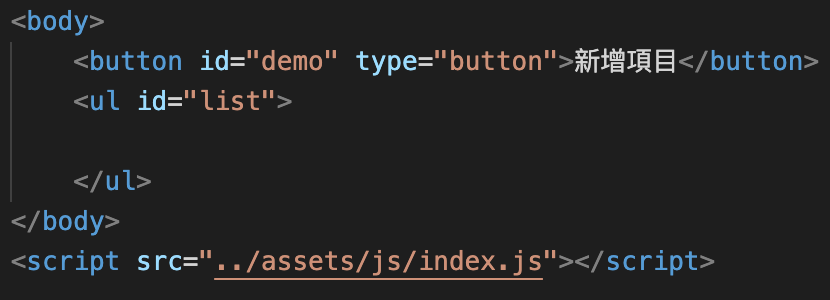 <body>
<button id="demo" type="button">新增項目</button>
<ul id="list">
</ul>
</body>
<script src="../assets/js/index.js"></script>